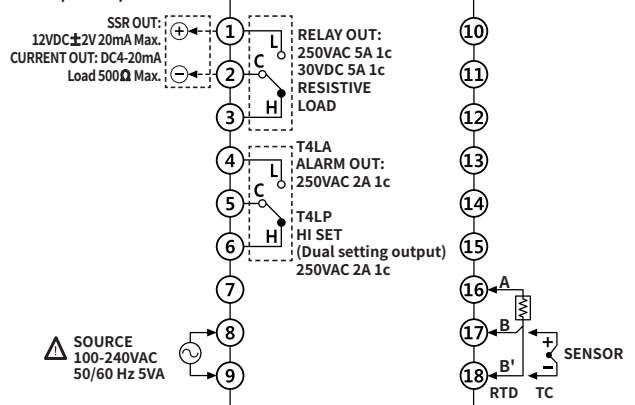 SSR OUT:
12VDC±2V 20mA Max.
CURRENT OUT: DC4-20mA
Load 500Ω Max.
+
−
1
2
3
L
C
H
RELAY OUT:
250VAC 5A 1c
30VDC 5A 1c
RESISTIVE
LOAD
4
5
6
L
C
H
T4LA
ALARM OUT:
250VAC 2A 1c
T4LP
HI SET
(Dual setting output)
250VAC 2A 1c
7
8
9
SOURCE
100-240VAC
50/60 Hz 5VA
10
11
12
13
14
15
16
17
18
A
B
B'
+
−
SENSOR
RTD TC